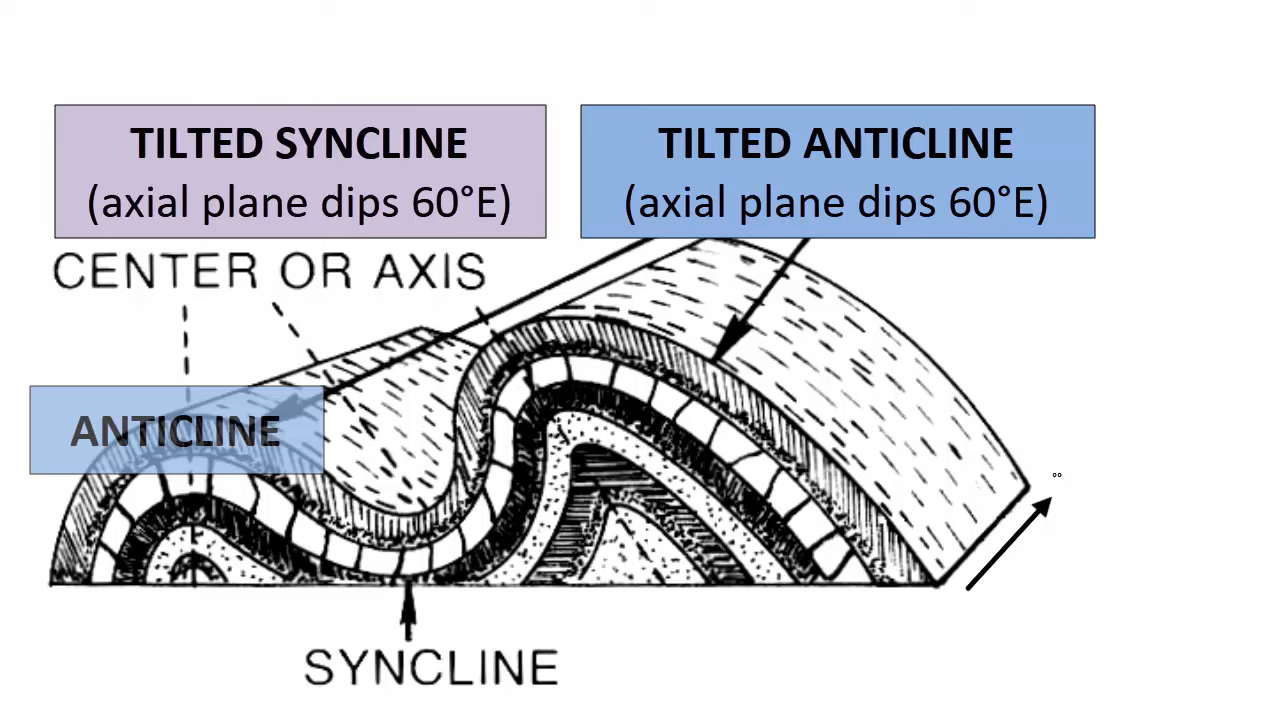 TILTED SYNCLINE
(axial plane dips 60°E)
TILTED ANTICLINE
(axial plane dips 60°E)
CENTER OR AXIS
ANTICLINE
°°
SYNCLINE